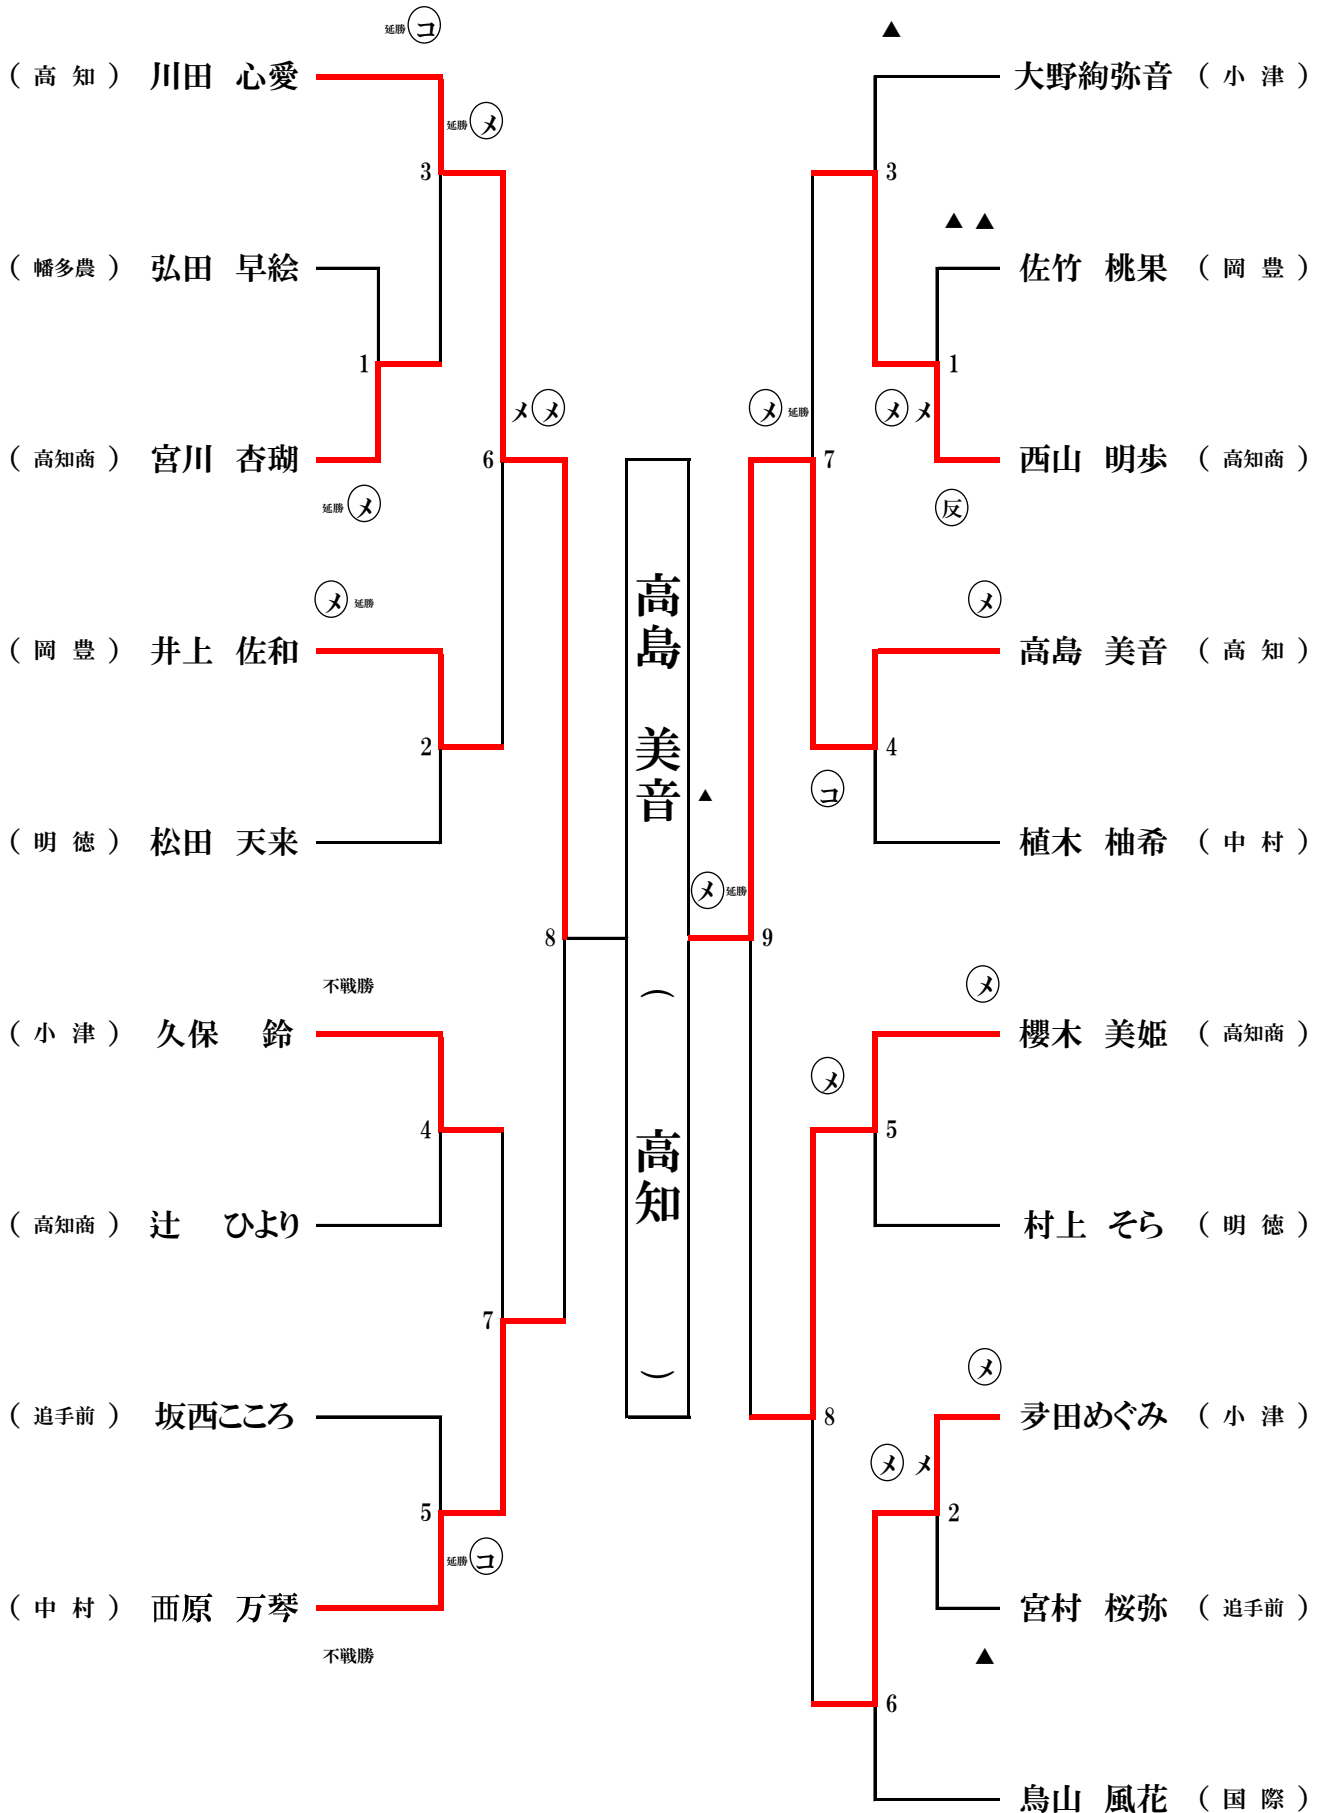 延勝 コ
（ 高 知 ） 川田 心愛
延勝 メ
3
（ 幡多農 ） 弘田 早絵
1
（ 高知商 ） 宮川 杏瑚
延勝 メ
メ メ
6
メ 延勝
（ 岡 豊 ） 井上 佐和
2
（ 明 徳 ） 松田 天来
8
不戦勝
（ 小 津 ） 久保 鈴
4
（ 高知商 ） 辻 ひより
7
（ 追手前 ） 坂西こころ
5
延勝 コ
（ 中 村 ） 西原 万琴
不戦勝
高島 美音 （ 高知 ）
▲
大野絢弥音 （ 小 津 ）
3
▲ ▲
佐竹 桃果 （ 岡 豊 ）
1
メ 延勝
メ メ
7
西山 明歩 （ 高知商 ）
反
メ
高島 美音 （ 高 知 ）
4
コ
▲
植木 柚希 （ 中 村 ）
メ 延勝
9
メ
櫻木 美姫 （ 高知商 ）
メ
5
村上 そら （ 明 徳 ）
メ
8
田めぐみ （ 小 津 ）
メ メ
2
宮村 桜弥 （ 追手前 ）
▲
6
鳥山 風花 （ 国 際 ）